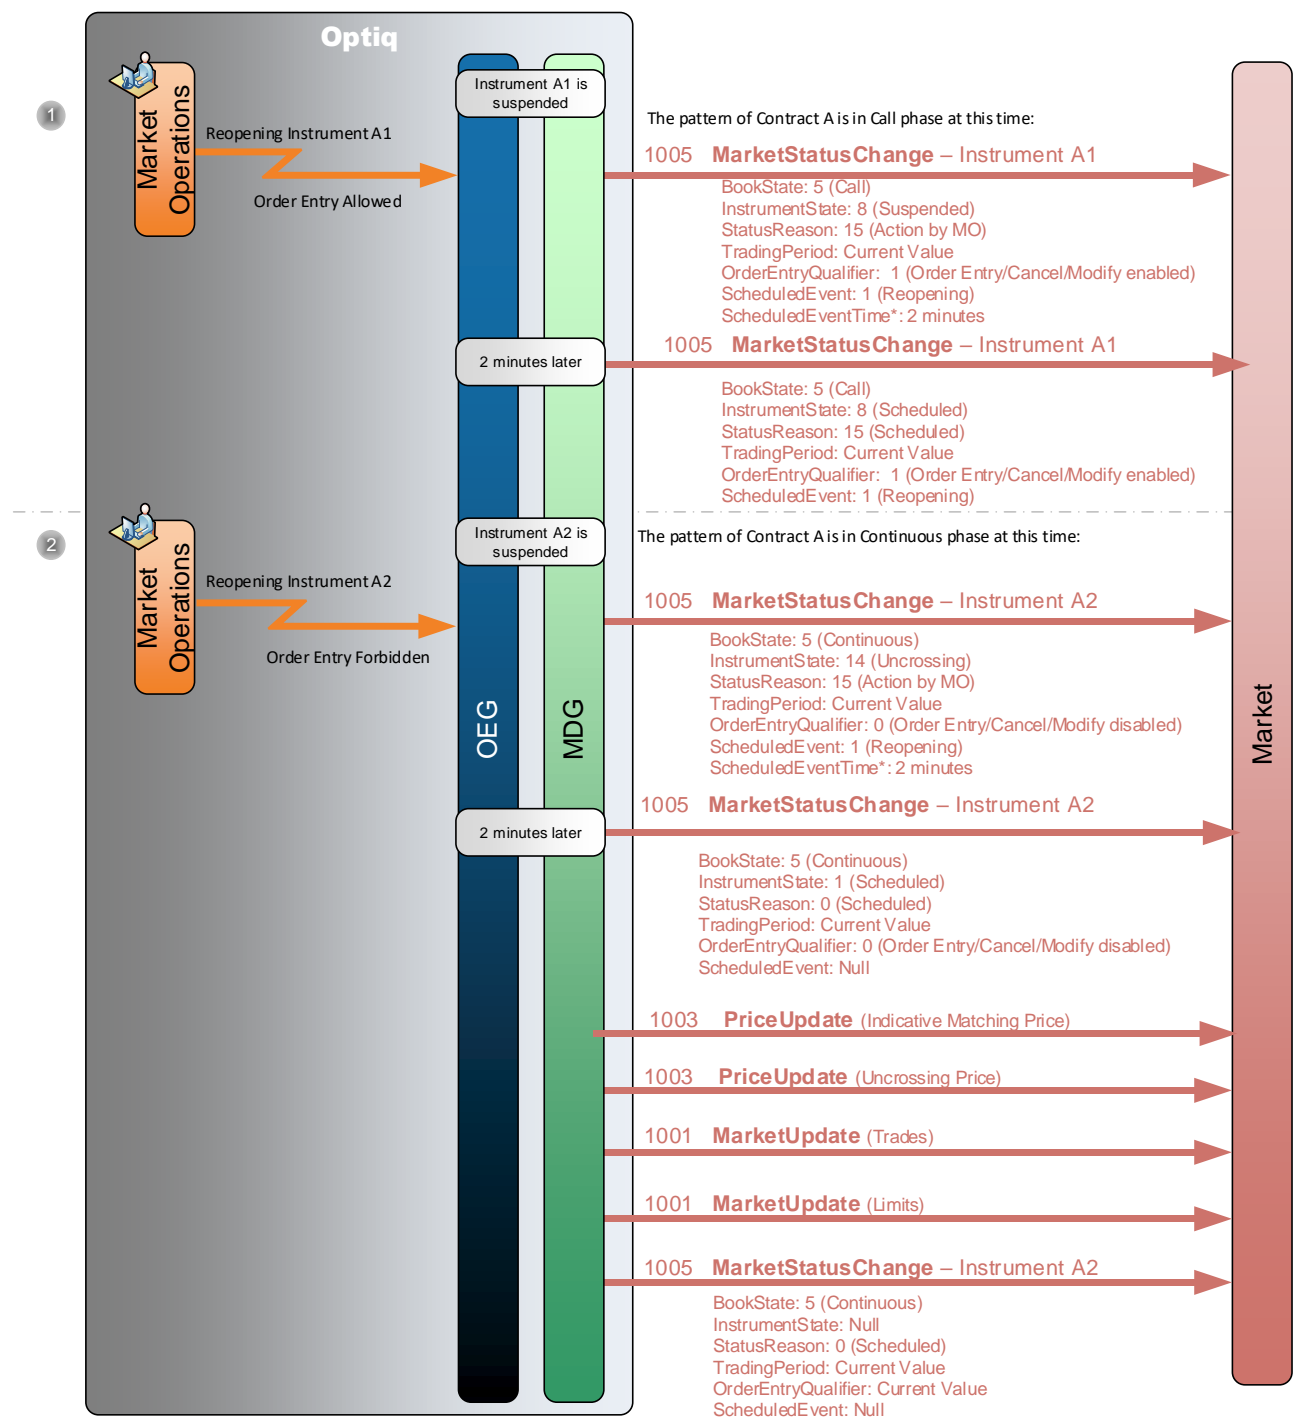 Optiq
1
Market Operations
Reopening Instrument A1
Order Entry Allowed
Instrument A1 is
suspended
The pattern of Contract A is in Call phase at this time:
1005 MarketStatusChange – Instrument A1
BookState: 5 (Call)
InstrumentState: 8 (Suspended)
StatusReason: 15 (Action by MO)
TradingPeriod: Current Value
OrderEntryQualifier: 1 (Order Entry/Cancel/Modify enabled)
ScheduledEvent: 1 (Reopening)
ScheduledEventTime*: 2 minutes
2 minutes later
1005 MarketStatusChange – Instrument A1
BookState: 5 (Call)
InstrumentState: 8 (Scheduled)
StatusReason: 15 (Scheduled)
TradingPeriod: Current Value
OrderEntryQualifier: 1 (Order Entry/Cancel/Modify enabled)
ScheduledEvent: 1 (Reopening)
2
Market Operations
Reopening Instrument A2
Order Entry Forbidden
Instrument A2 is
suspended
The pattern of Contract A is in Continuous phase at this time:
1005 MarketStatusChange – Instrument A2
BookState: 5 (Continuous)
InstrumentState: 14 (Uncrossing)
StatusReason: 15 (Action by MO)
TradingPeriod: Current Value
OrderEntryQualifier: 0 (Order Entry/Cancel/Modify disabled)
ScheduledEvent: 1 (Reopening)
ScheduledEventTime*: 2 minutes
OEG
MDG
Market
2 minutes later
1005 MarketStatusChange – Instrument A2
BookState: 5 (Continuous)
InstrumentState: 1 (Scheduled)
StatusReason: 0 (Scheduled)
TradingPeriod: Current Value
OrderEntryQualifier: 0 (Order Entry/Cancel/Modify disabled)
ScheduledEvent: Null
1003 PriceUpdate (Indicative Matching Price)
1003 PriceUpdate (Uncrossing Price)
1001 MarketUpdate (Trades)
1001 MarketUpdate (Limits)
1005 MarketStatusChange – Instrument A2
BookState: 5 (Continuous)
InstrumentState: Null
StatusReason: 0 (Scheduled)
TradingPeriod: Current Value
OrderEntryQualifier: Current Value
ScheduledEvent: Null